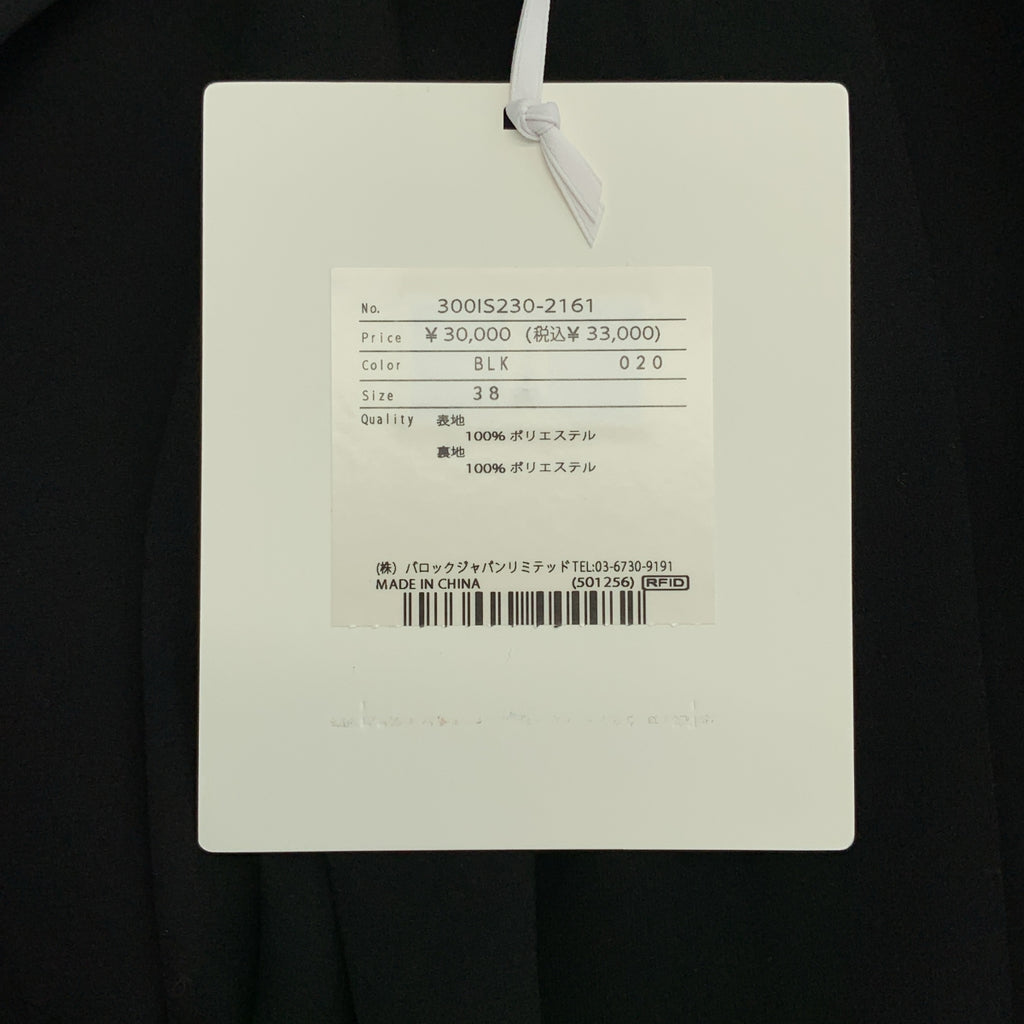 No. 300IS230-2161
Price ¥30,000 (税込¥33,000)
Color BLK 020
Size 38
Quality 表地
100% ポリエステル
裏地
100% ポリエステル
(株) バロックジャパンリミテッド TEL:03-6730-9191
MADE IN CHINA (501256) RFID